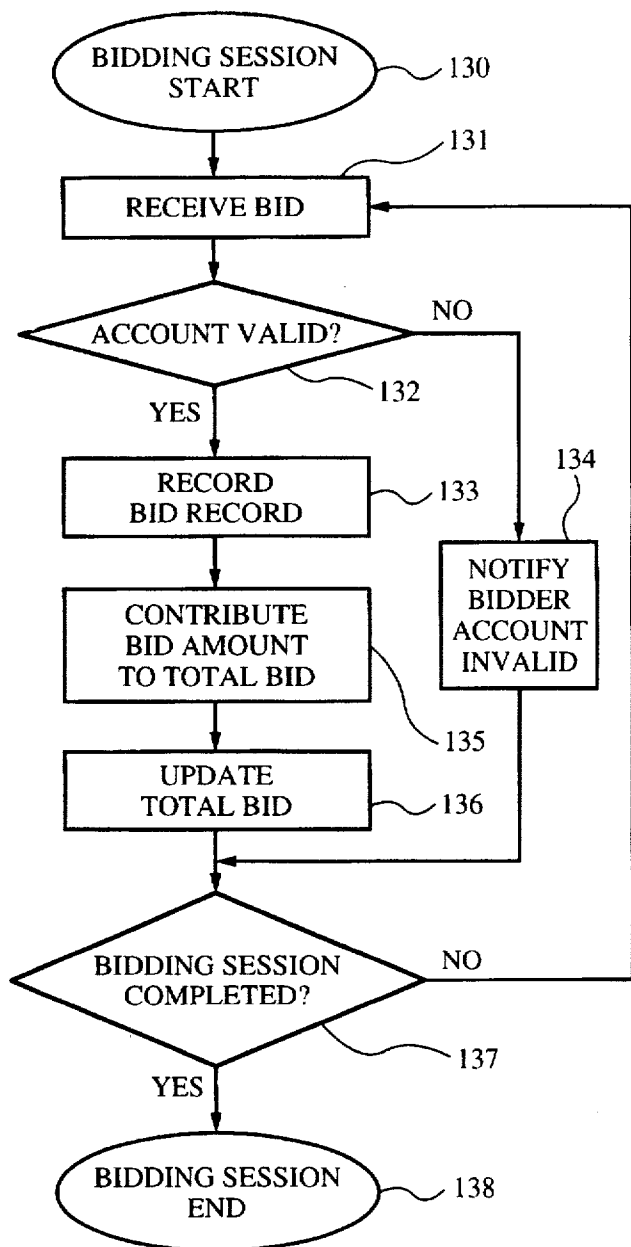 BIDDING SESSION
START
130
131
RECEIVE BID
ACCOUNT VALID?
NO
132
YES
RECORD
BID RECORD
133
134
NOTIFY
BIDDER
ACCOUNT
INVALID
CONTRIBUTE
BID AMOUNT
TO TOTAL BID
135
UPDATE
TOTAL BID
136
BIDDING SESSION
COMPLETED?
NO
137
YES
BIDDING SESSION
END
138